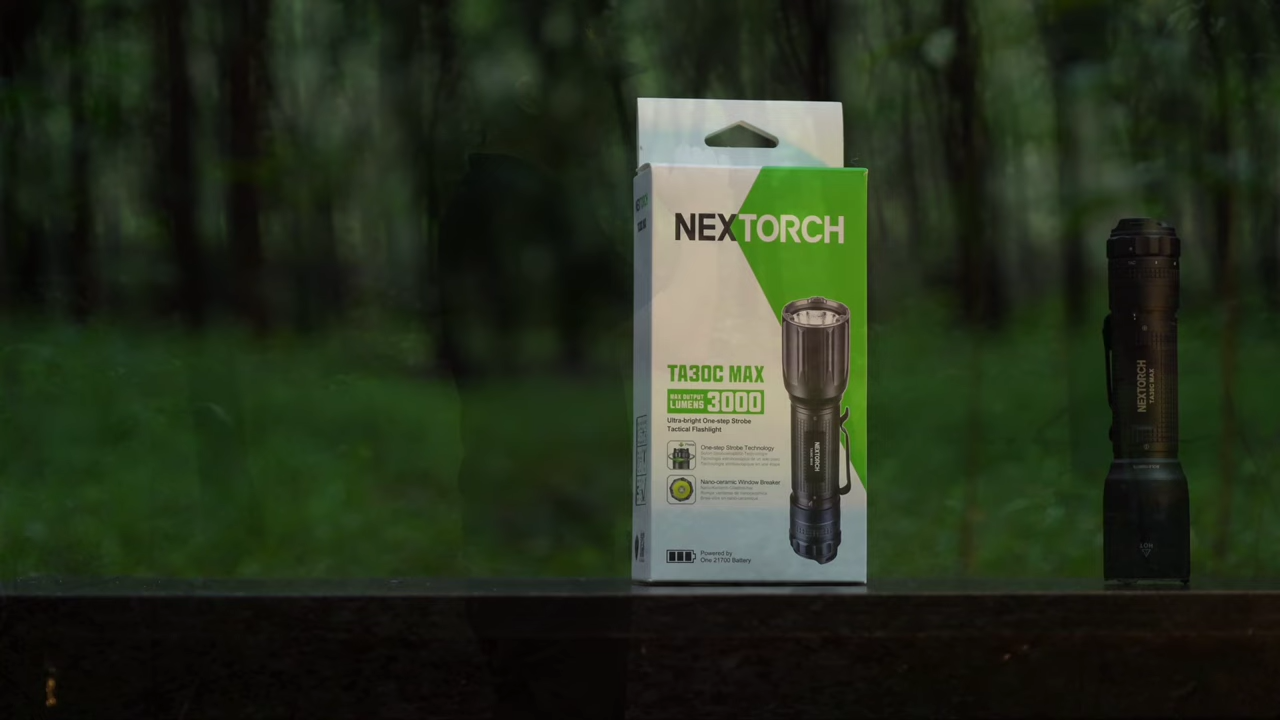 NEXTORCH
TA30C MAX
MAX OUTPUT
LUMENS 3000
Ultra-bright One-step Strobe
Tactical Flashlight
One-step Strobe Technology
Nano-ceramic Window Breaker
Powered by
One 21700 Battery
NEXTORCH
NEXTORCH
TA30C MAX